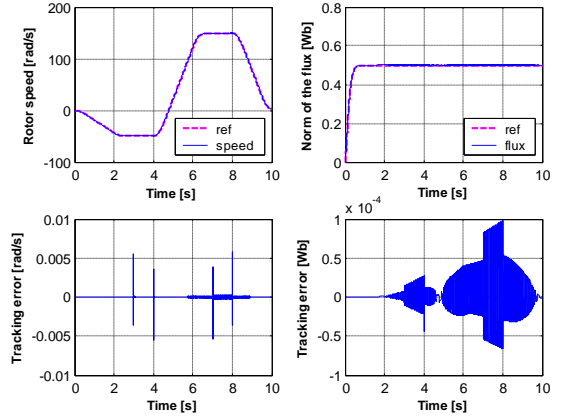 Rotor speed [rad/s]
200
100
0
-100
0 2 4 6 8 10
Time [s]
ref
speed
Norm of the flux [Wb]
0.8
0.6
0.4
0.2
0
0 2 4 6 8 10
Time [s]
ref
flux
Tracking error [rad/s]
0.01
0.005
0
-0.005
-0.01
0 2 4 6 8 10
Time [s]
x 10⁻⁴
Tracking error [Wb]
1
0.5
0
-0.5
-1
0 2 4 6 8 10
Time [s]